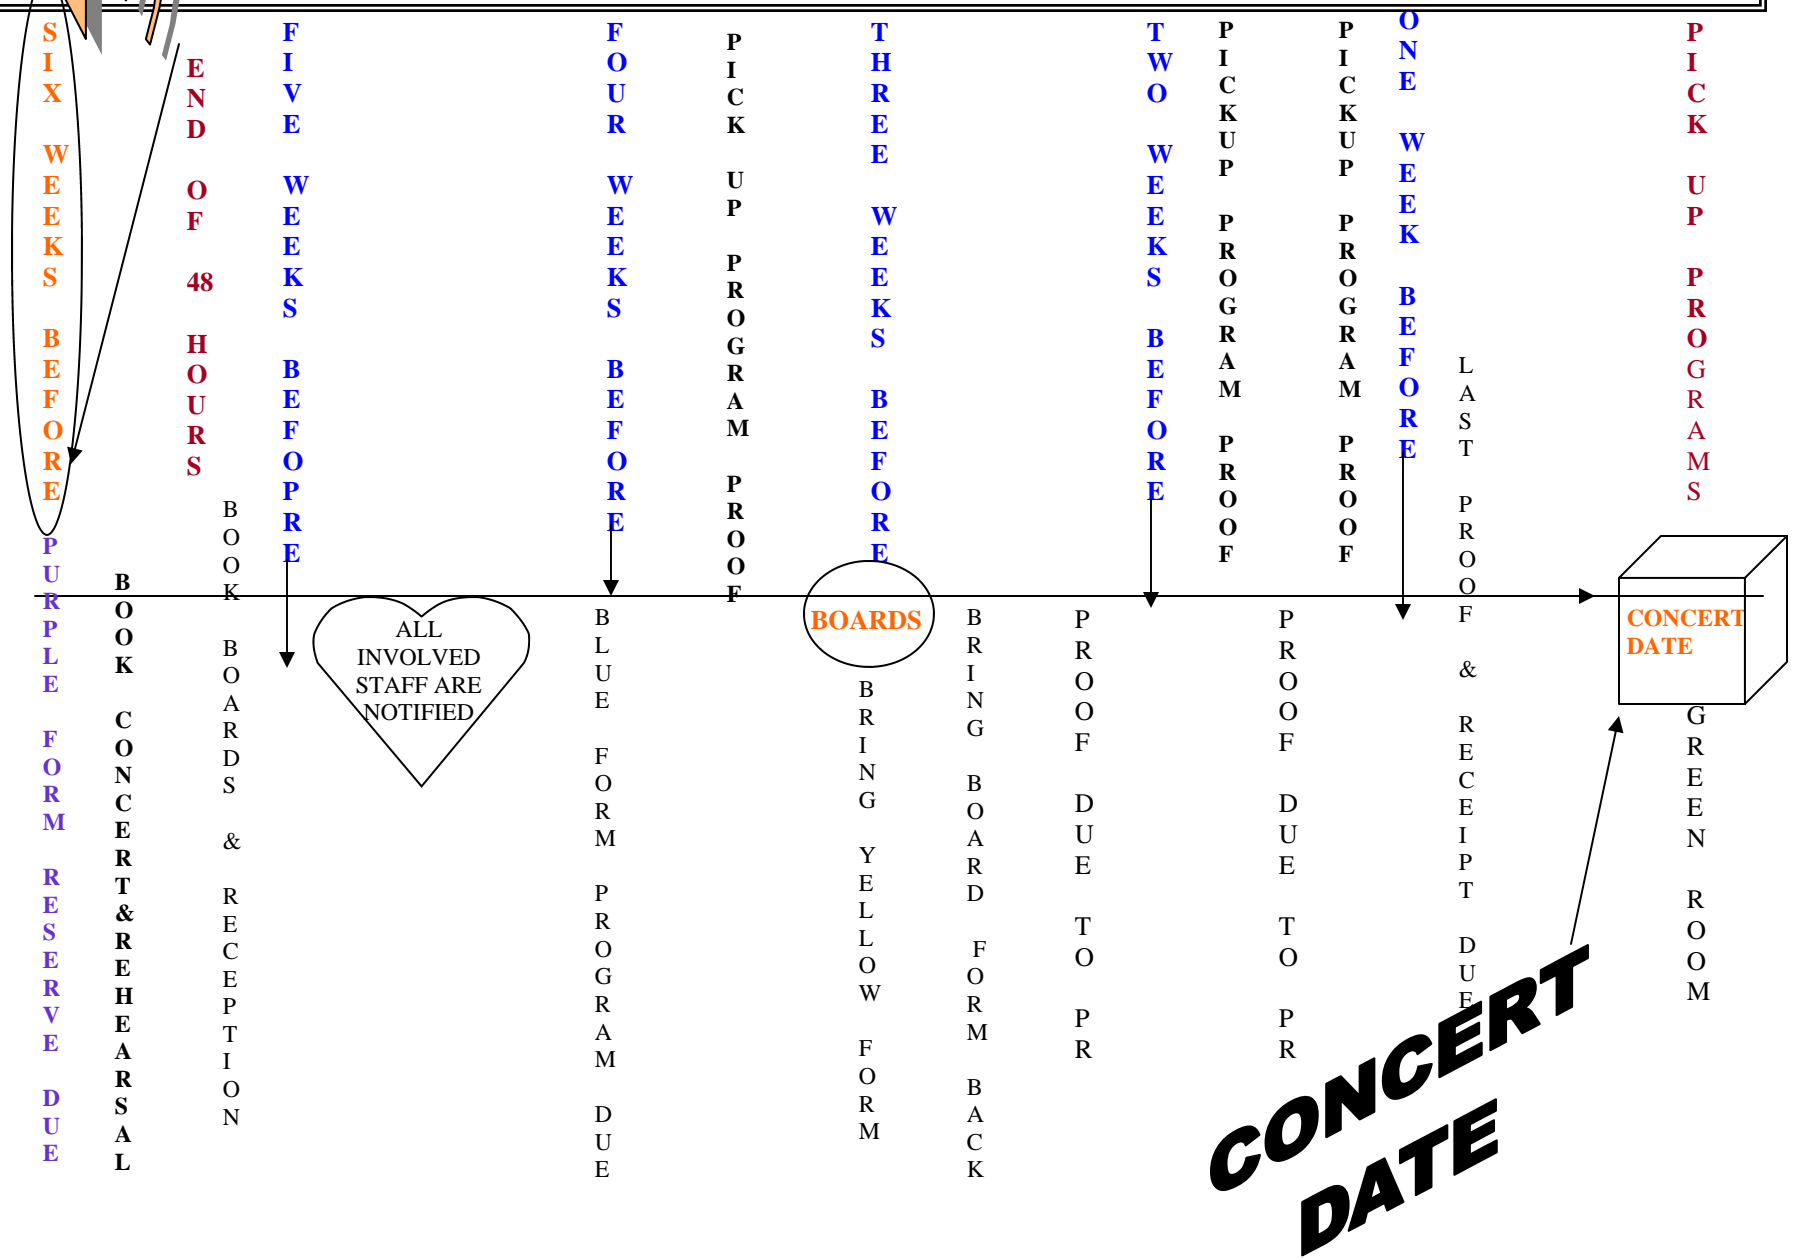 SIX WEEKS BEFORE
PURPLE FORM RESERVE DUE
BOOK CONCERT&REHEARSAL
END OF 48 HOURS
BOOK BOARDS & RECEPTION
FIVE WEEKS BEFOPRE
ALL
INVOLVED
STAFF ARE
NOTIFIED
FOUR WEEKS BEFORE
BLUE FORM PROGRAM DUE
PICK UP PROGRAM PROOF
THREE WEEKS BEFORE
BOARDS
BRING YELLOW FORM
BRING BOARD FORM BACK
PROOF DUE TO PR
TWO WEEKS BEFORE
PICKUP PROGRAM PROOF
PROOF DUE TO PR
PICKUP PROGRAM PROOF
ONE WEEK BEFORE
LAST PROOF & RECEIPT DUE
PICK UP PROGRAMS
CONCERT
DATE
GREEN ROOM
CONCERT
DATE